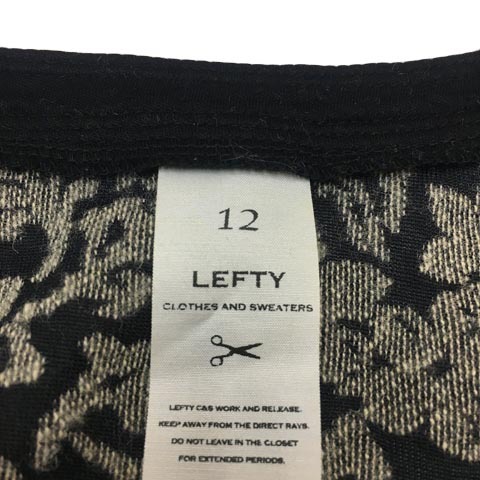 12
LEFTY
CLOTHES AND SWEATERS
LEFTY C&S WORK AND RELEASE.
KEEP AWAY FROM THE DIRECT RAYS.
DO NOT LEAVE IN THE CLOSET
FOR EXTENDED PERIODS.